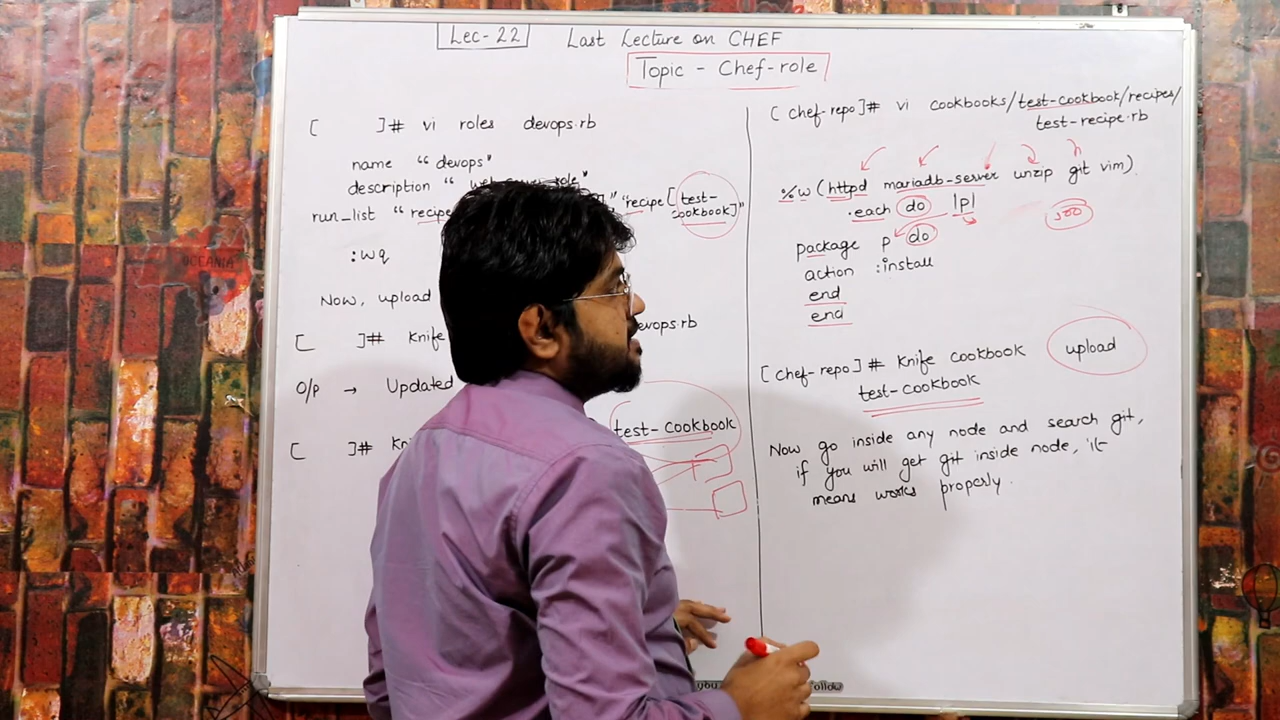 Lec-22
Last Lecture on CHEF
Topic - Chef-role
[ ]# vi roles devops.rb
name "devops"
description "
run_list "recipe
" "recipe[test-
cookbook]"
:wq
Now, upload
[ ]# Knife
evops.rb
O/p → Updated
[ ]# Kn
test-cookbook
[chef-repo]# vi cookbooks/test-cookbook/recipes/
test-recipe.rb
%w (httpd mariadb-server unzip git vim)
.each do |p|
package p do
action :install
end
end
[chef-repo]# Knife cookbook upload
test-cookbook
Now go inside any node and search git,
if you will get git inside node, it
means works properly.
you
ollow
OCEANIA